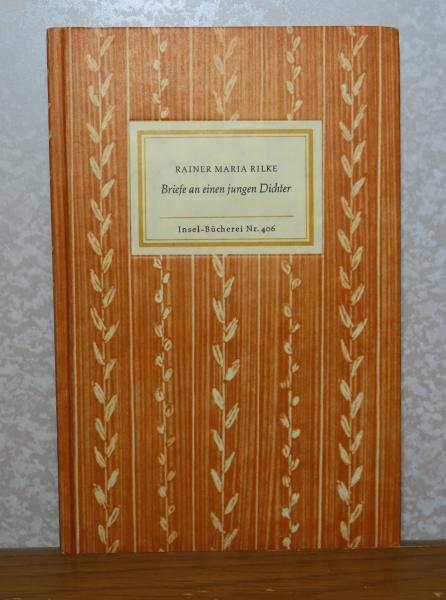 RAINER MARIA RILKE
Briefe an einen jungen Dichter
Insel-Bücherei Nr. 406